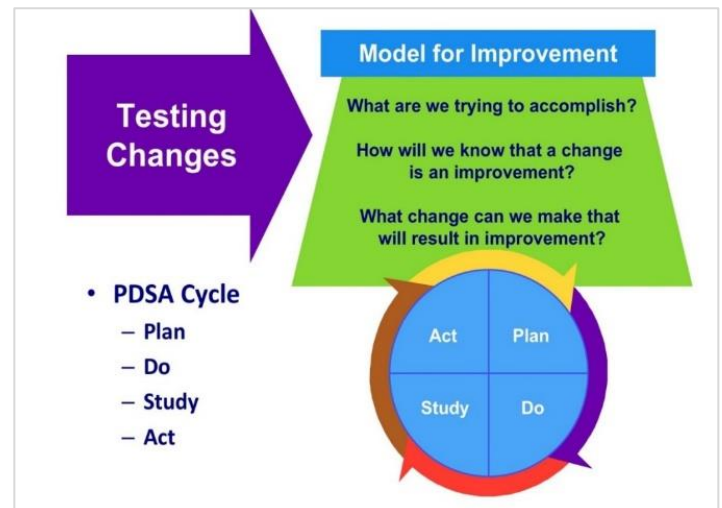 Testing
Changes
Model for Improvement
What are we trying to accomplish?
How will we know that a change
is an improvement?
What change can we make that
will result in improvement?
• PDSA Cycle
– Plan
– Do
– Study
– Act
Act
Plan
Study
Do